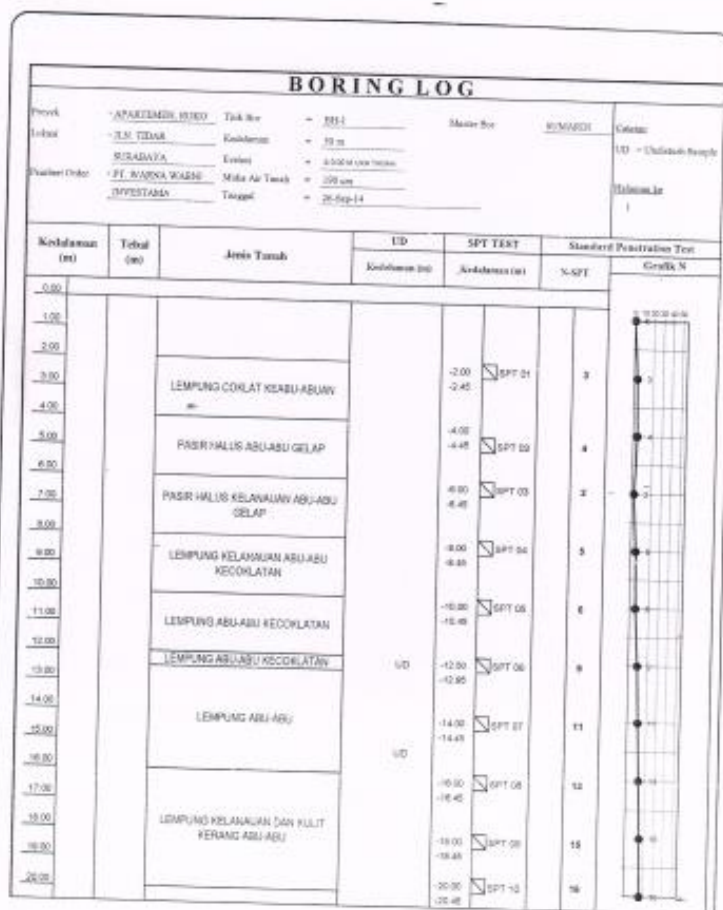 BORING LOG
Proyek - APARTEMEN, RUKO Titik Bor = BH-1 Master Bor SUMARDI Catatan:
Lokasi - JLN. TIDAR Kedalaman = UD =
SURABAYA =
- PT. WARNA WARNI Muka Air Tanah =
INVESTAMA Tanggal = 26-Sep-14 1
Kedalaman (m) Tebal (m) Jenis Tanah UD SPT TEST Standard Penetration Test
Kedalaman (m) Kedalaman (m) N-SPT Grafik N
0.00
1.00
2.00
3.00 LEMPUNG COKLAT KEABU-ABUAN -2.00 SPT 01 3
-2.45
4.00
5.00 PASIR HALUS ABU-ABU GELAP -4.00 4
-4.45 SPT 02
6.00
7.00 PASIR HALUS KELANAUAN ABU-ABU -6.00 SPT 03 2
GELAP -6.45
8.00
9.00 LEMPUNG KELANAUAN ABU-ABU -8.00 SPT 04 5
KECOKLATAN -8.45
10.00
11.00 LEMPUNG ABU-ABU KECOKLATAN -10.00 SPT 05 6
-10.45
12.00
13.00 LEMPUNG ABU-ABU KECOKLATAN UD SPT 06 9
14.00
15.00 LEMPUNG ABU-ABU -14.00 SPT 07 11
-14.45
16.00 UD
17.00 -16.00 SPT 08 12
-16.45
18.00 LEMPUNG KELANAUAN DAN KULIT
19.00 KERANG ABU-ABU -18.00 SPT 09 15
-18.45
20.00 -20.00 SPT 10 16
-20.45